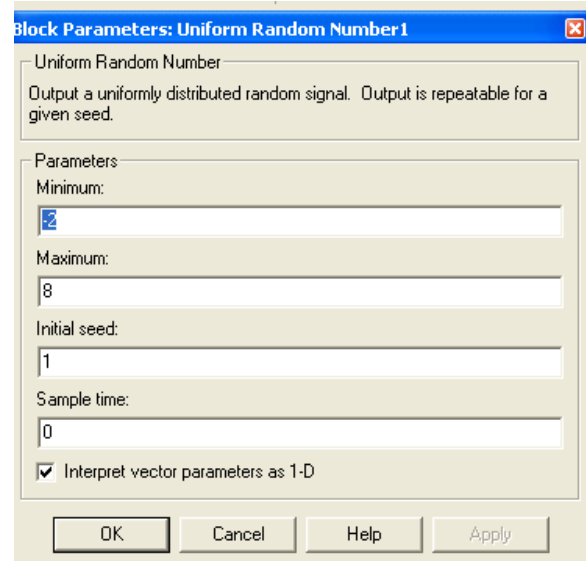 Block Parameters: Uniform Random Number1
Uniform Random Number
Output a uniformly distributed random signal. Output is repeatable for a
given seed.
Parameters
Minimum:
-2
Maximum:
8
Initial seed:
1
Sample time:
0
Interpret vector parameters as 1-D
OK Cancel Help Apply